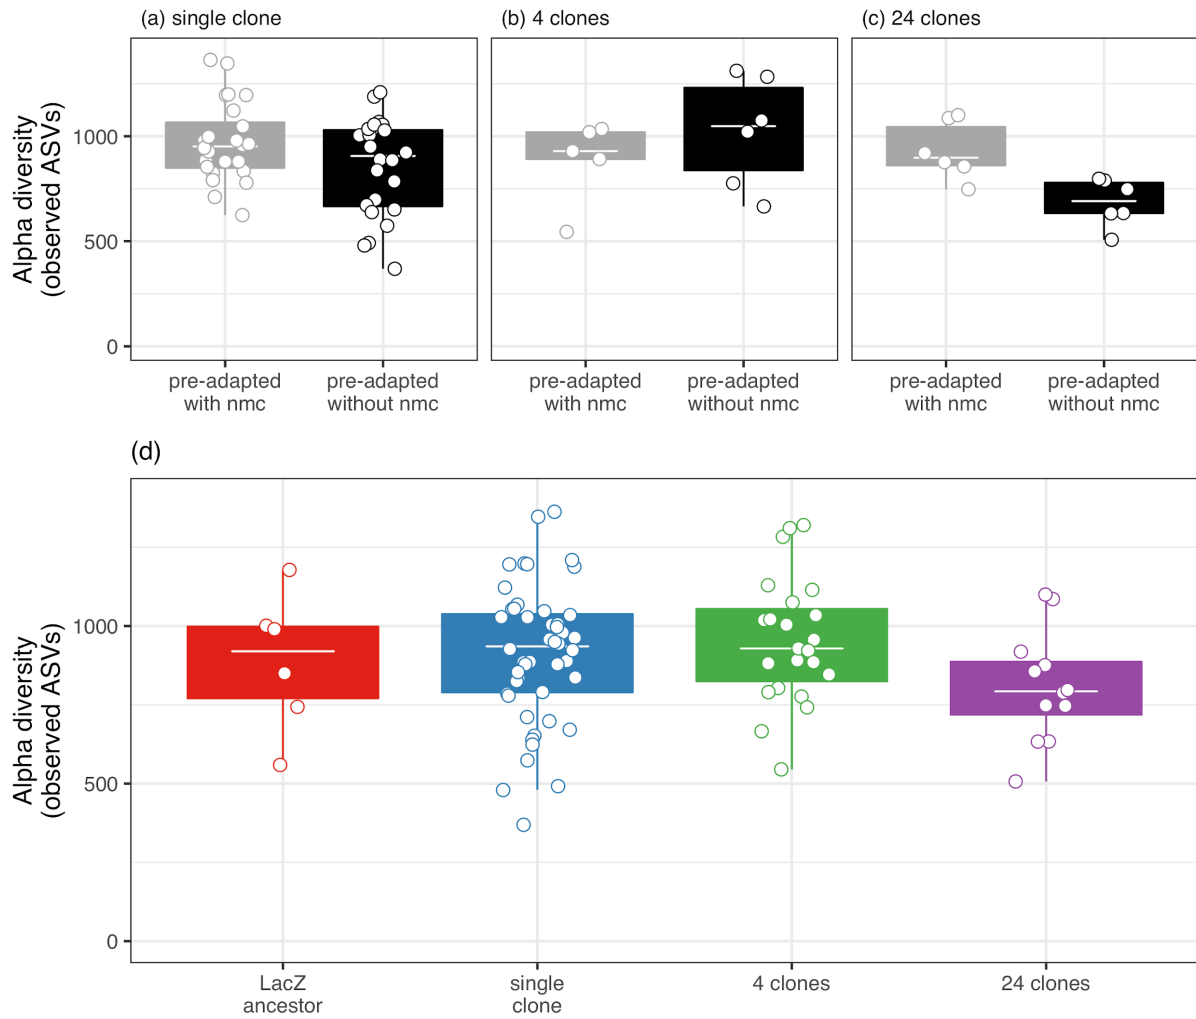 (a) single clone
(b) 4 clones
(c) 24 clones
Alpha diversity
(observed ASVs)
1000
500
0
pre-adapted
with nmc
pre-adapted
without nmc
pre-adapted
with nmc
pre-adapted
without nmc
pre-adapted
with nmc
pre-adapted
without nmc
(d)
Alpha diversity
(observed ASVs)
1000
500
0
LacZ
ancestor
single
clone
4 clones
24 clones